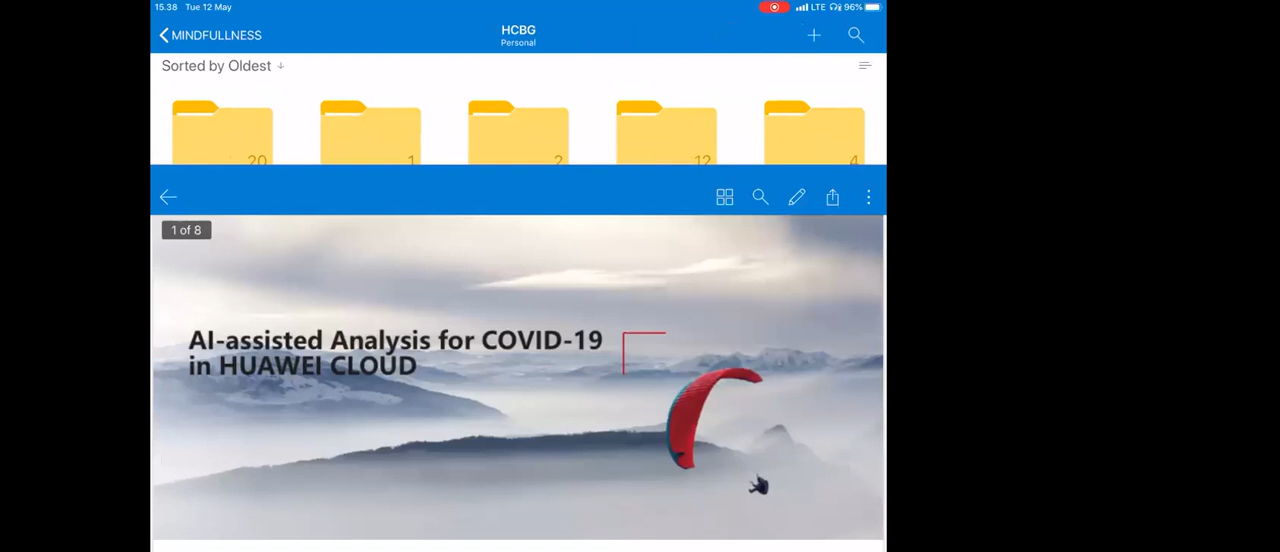 15.38 Tue 12 May
LTE 96%
MINDFULLNESS
HCBG
Personal
Sorted by Oldest
20 1 2 12 4
1 of 8
AI-assisted Analysis for COVID-19
in HUAWEI CLOUD